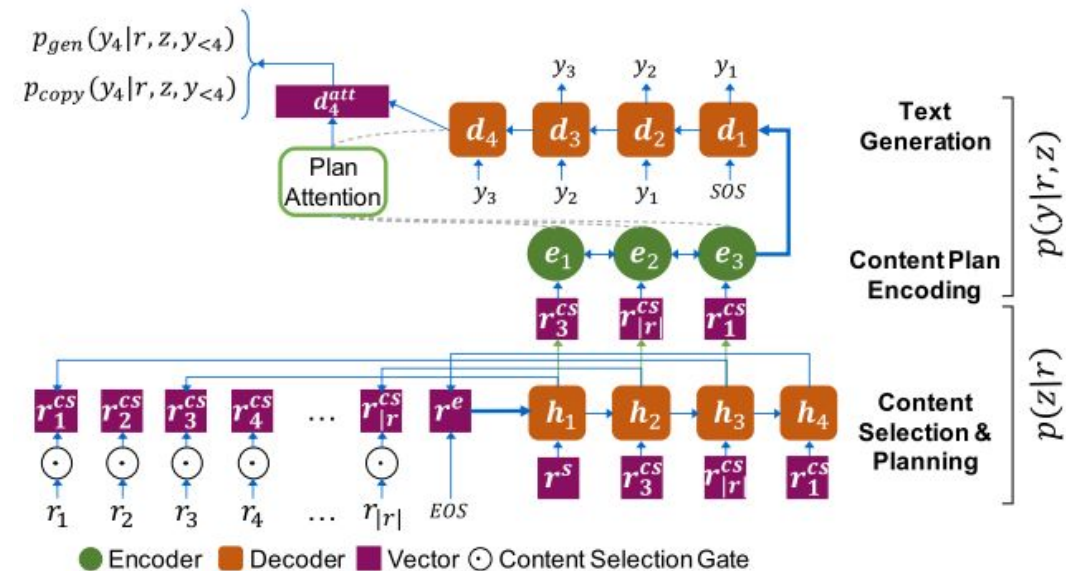 p_gen(y_4|r, z, y_{<4})
p_copy(y_4|r, z, y_{<4})
d_4^att
y_3 y_2 y_1
d_4 d_3 d_2 d_1
Text
Generation
Plan
Attention
y_3 y_2 y_1 SOS
p(y|r, z)
e_1 e_2 e_3
Content Plan
Encoding
r_3^cs r_|r|^cs r_1^cs
r_1^cs r_2^cs r_3^cs r_4^cs ... r_|r|^cs r^e
h_1 h_2 h_3 h_4
Content
Selection &
Planning
p(z|r)
r^s r_3^cs r_|r|^cs r_1^cs
r_1 r_2 r_3 r_4 ... r_|r| EOS
Encoder Decoder Vector Content Selection Gate